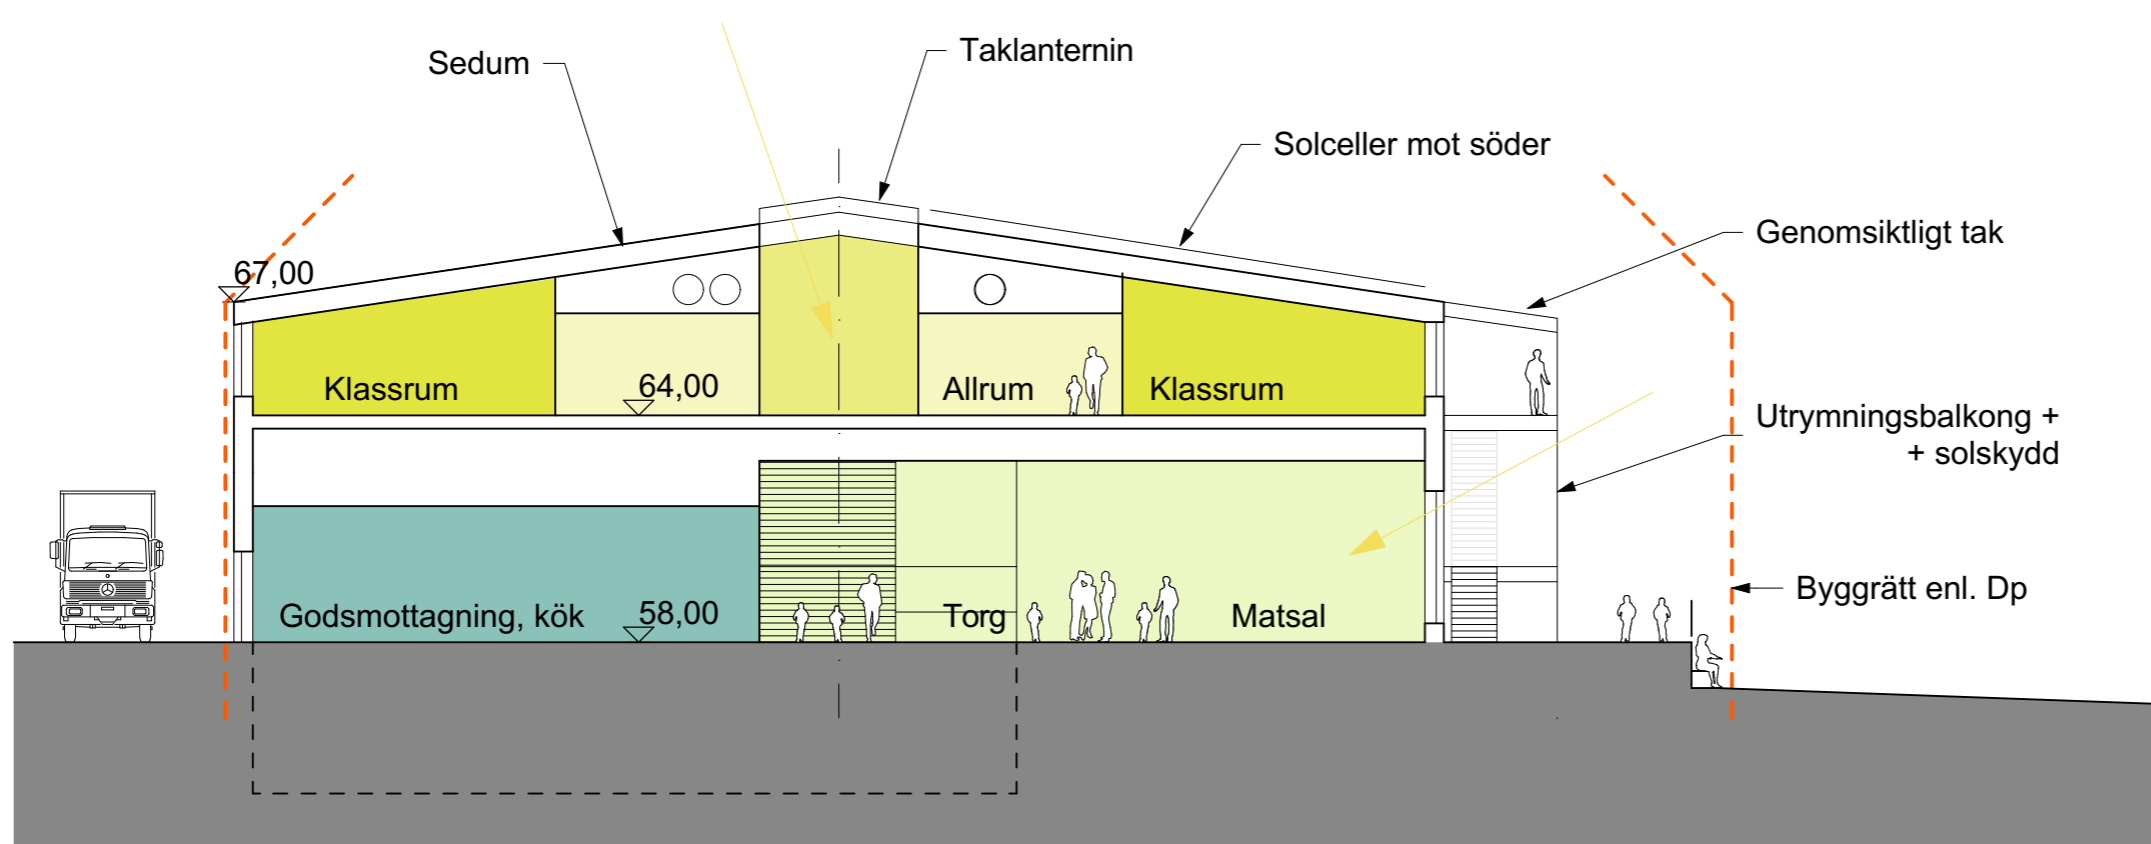 Sedum
Taklanternin
Solceller mot söder
Genomsiktligt tak
67,00
Klassrum
64,00
Allrum
Klassrum
Utrymningsbalkong +
+ solskydd
Godsmottagning, kök
58,00
Torg
Matsal
Byggrätt enl. Dp